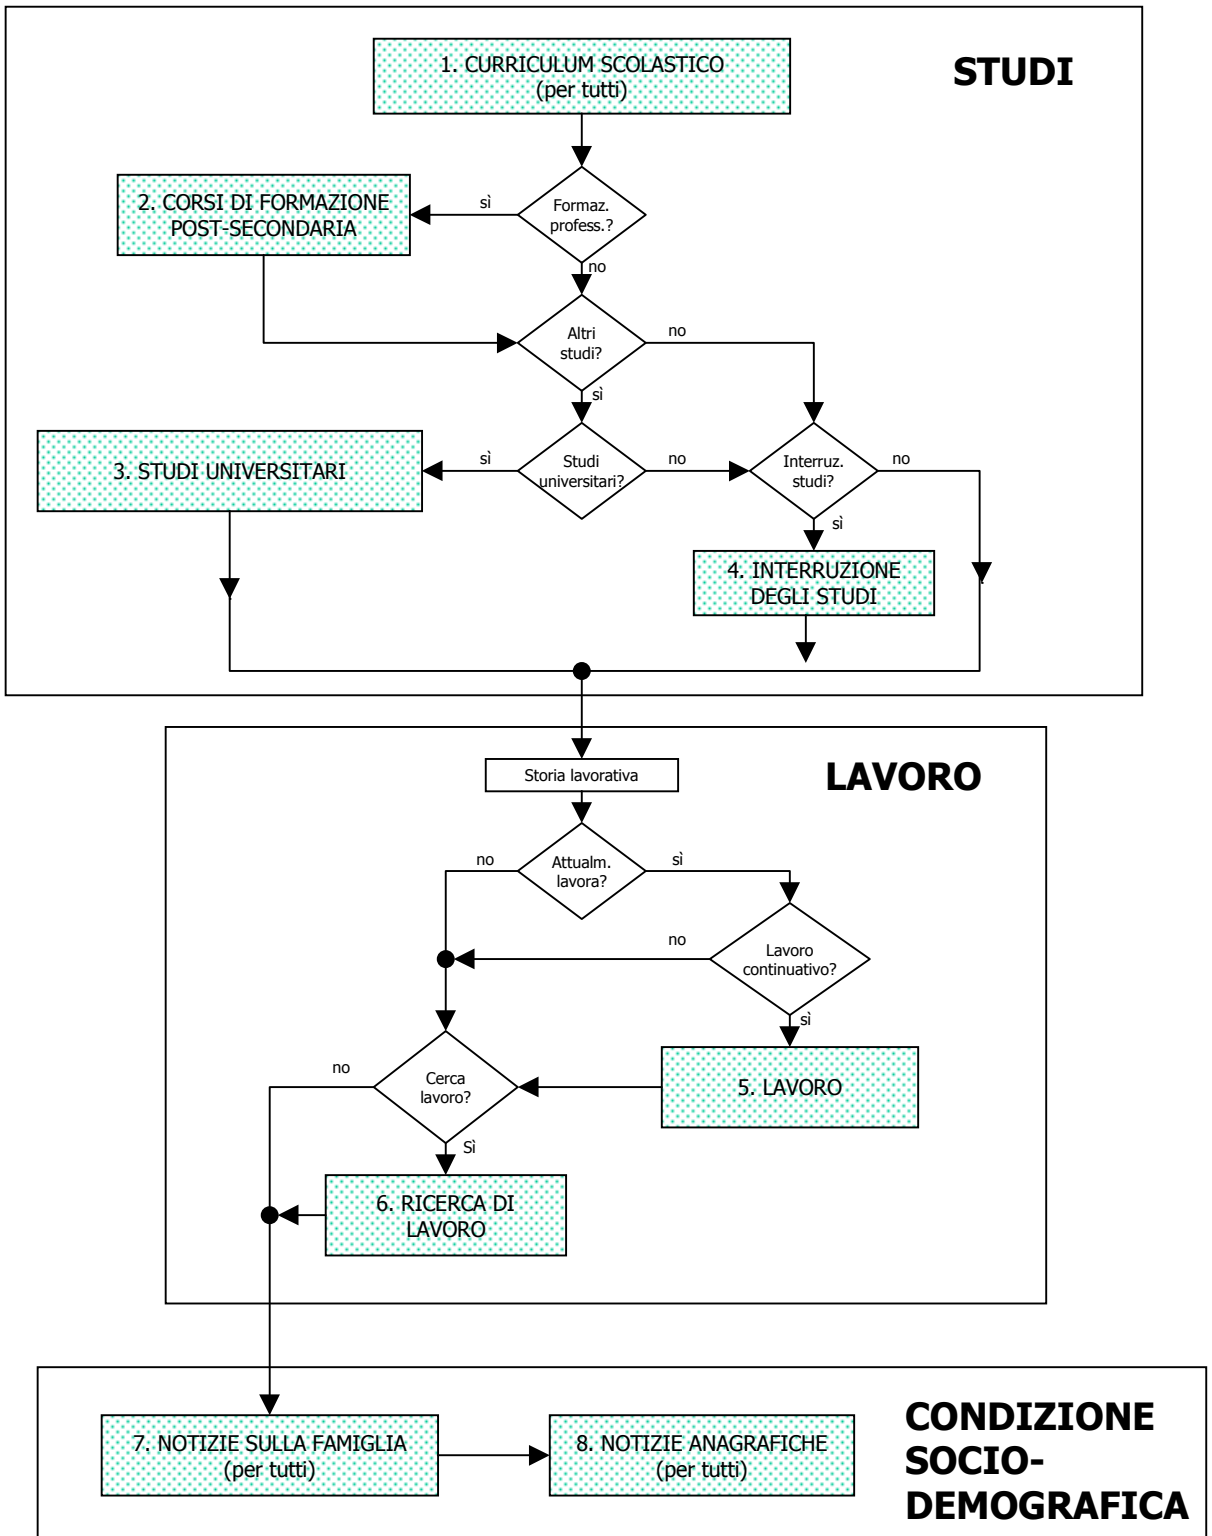 STUDI
1. CURRICULUM SCOLASTICO
(per tutti)
2. CORSI DI FORMAZIONE
POST-SECONDARIA
sì
Formaz.
profess.?
no
Altri
studi?
no
sì
3. STUDI UNIVERSITARI
sì
Studi
universitari?
no
Interruz.
studi?
no
sì
4. INTERRUZIONE
DEGLI STUDI
LAVORO
Storia lavorativa
no
Attualm.
lavora?
sì
no
Lavoro
continuativo?
sì
no
Cerca
lavoro?
5. LAVORO
Sì
6. RICERCA DI
LAVORO
CONDIZIONE
SOCIO-
DEMOGRAFICA
7. NOTIZIE SULLA FAMIGLIA
(per tutti)
8. NOTIZIE ANAGRAFICHE
(per tutti)